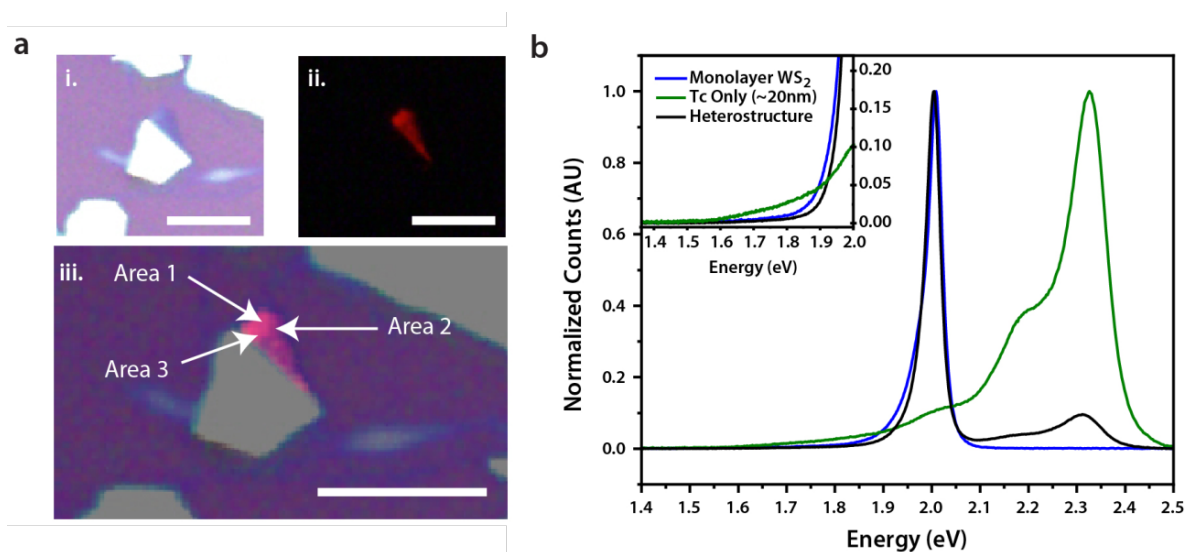 a
i.
ii.
iii.
Area 1
Area 2
Area 3
b
Monolayer WS₂
Tc Only (~20nm)
Heterostructure
0.20
0.15
0.10
0.05
0.00
1.4 1.5 1.6 1.7 1.8 1.9 2.0
Energy (eV)
1.0
0.8
0.6
0.4
0.2
0.0
Normalized Counts (AU)
1.4 1.5 1.6 1.7 1.8 1.9 2.0 2.1 2.2 2.3 2.4 2.5
Energy (eV)